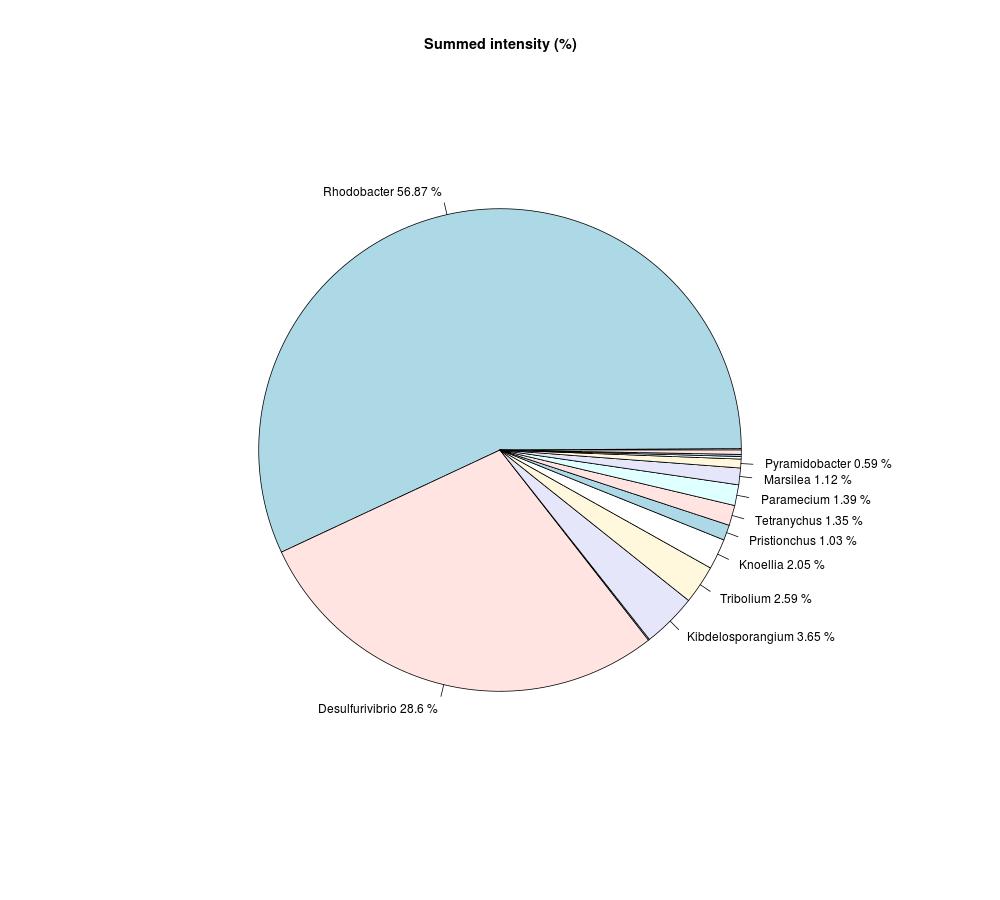 Summed intensity (%)
Rhodobacter 56.87 %
Pyramidobacter 0.59 %
Marsilea 1.12 %
Paramecium 1.39 %
Tetranychus 1.35 %
Pristionchus 1.03 %
Knoellia 2.05 %
Tribolium 2.59 %
Kibdelosporangium 3.65 %
Desulfurivibrio 28.6 %